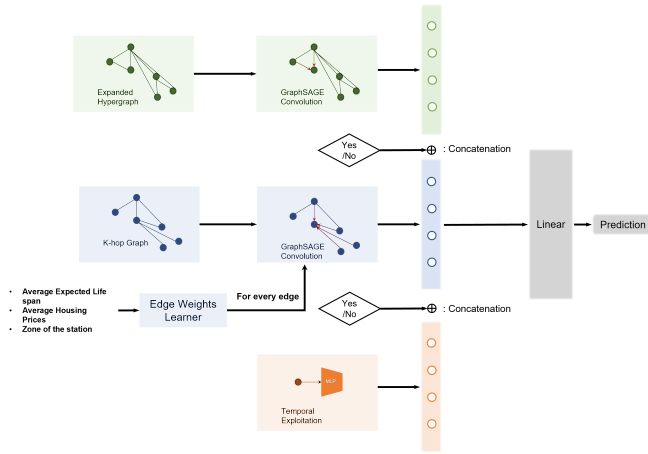 Expanded
Hypergraph
GraphSAGE
Convolution
Yes
/No
⊕ : Concatenation
K-hop Graph
GraphSAGE
Convolution
Linear
Prediction
• Average Expected Life
span
• Average Housing
Prices
• Zone of the station
Edge Weights
Learner
For every edge
Yes
/No
⊕ : Concatenation
MLP
Temporal
Exploitation